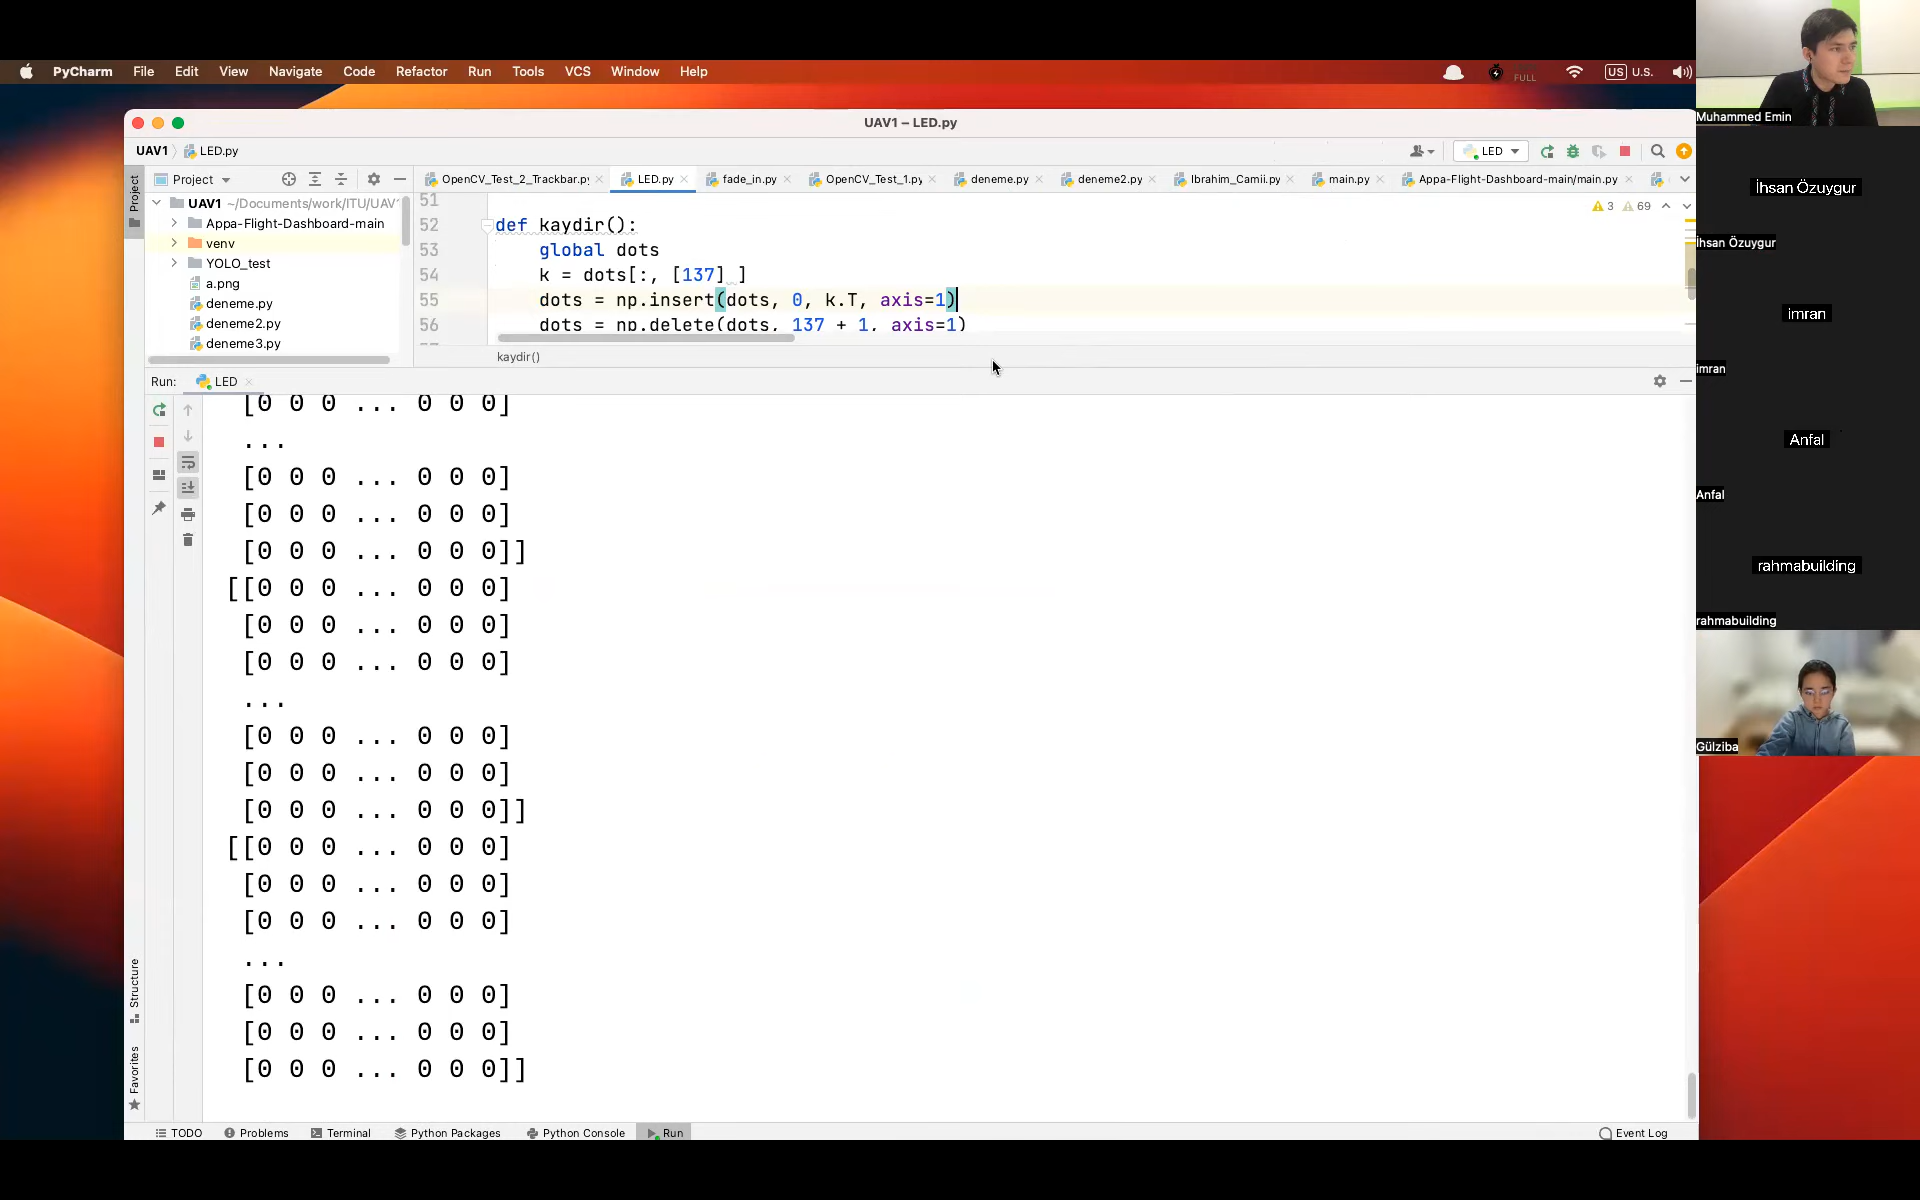 PyCharm File Edit View Navigate Code Refactor Run Tools VCS Window Help
FULL US U.S.
UAV1 – LED.py
UAV1 LED.py
LED
Project
OpenCV_Test_2_Trackbar.py LED.py fade_in.py OpenCV_Test_1.py deneme.py deneme2.py Ibrahim_Camii.py main.py Appa-Flight-Dashboard-main/main.py
Project
UAV1 ~/Documents/work/ITU/UAV1
Appa-Flight-Dashboard-main
venv
YOLO_test
a.png
deneme.py
deneme2.py
deneme3.py
51
52 def kaydir():
53 global dots
54 k = dots[:, [137] ]
55 dots = np.insert(dots, 0, k.T, axis=1)
56 dots = np.delete(dots, 137 + 1, axis=1)
3 69
kaydir()
Run: LED
[0 0 0 ... 0 0 0]
...
[0 0 0 ... 0 0 0]
[0 0 0 ... 0 0 0]
[0 0 0 ... 0 0 0]]
[[0 0 0 ... 0 0 0]
[0 0 0 ... 0 0 0]
[0 0 0 ... 0 0 0]
...
[0 0 0 ... 0 0 0]
[0 0 0 ... 0 0 0]
[0 0 0 ... 0 0 0]]
[[0 0 0 ... 0 0 0]
[0 0 0 ... 0 0 0]
[0 0 0 ... 0 0 0]
...
[0 0 0 ... 0 0 0]
[0 0 0 ... 0 0 0]
[0 0 0 ... 0 0 0]]
Structure
Favorites
TODO Problems Terminal Python Packages Python Console Run Event Log
Muhammed Emin
İhsan Özuygur
İhsan Özuygur
imran
imran
Anfal
Anfal
rahmabuilding
rahmabuilding
Gülziba